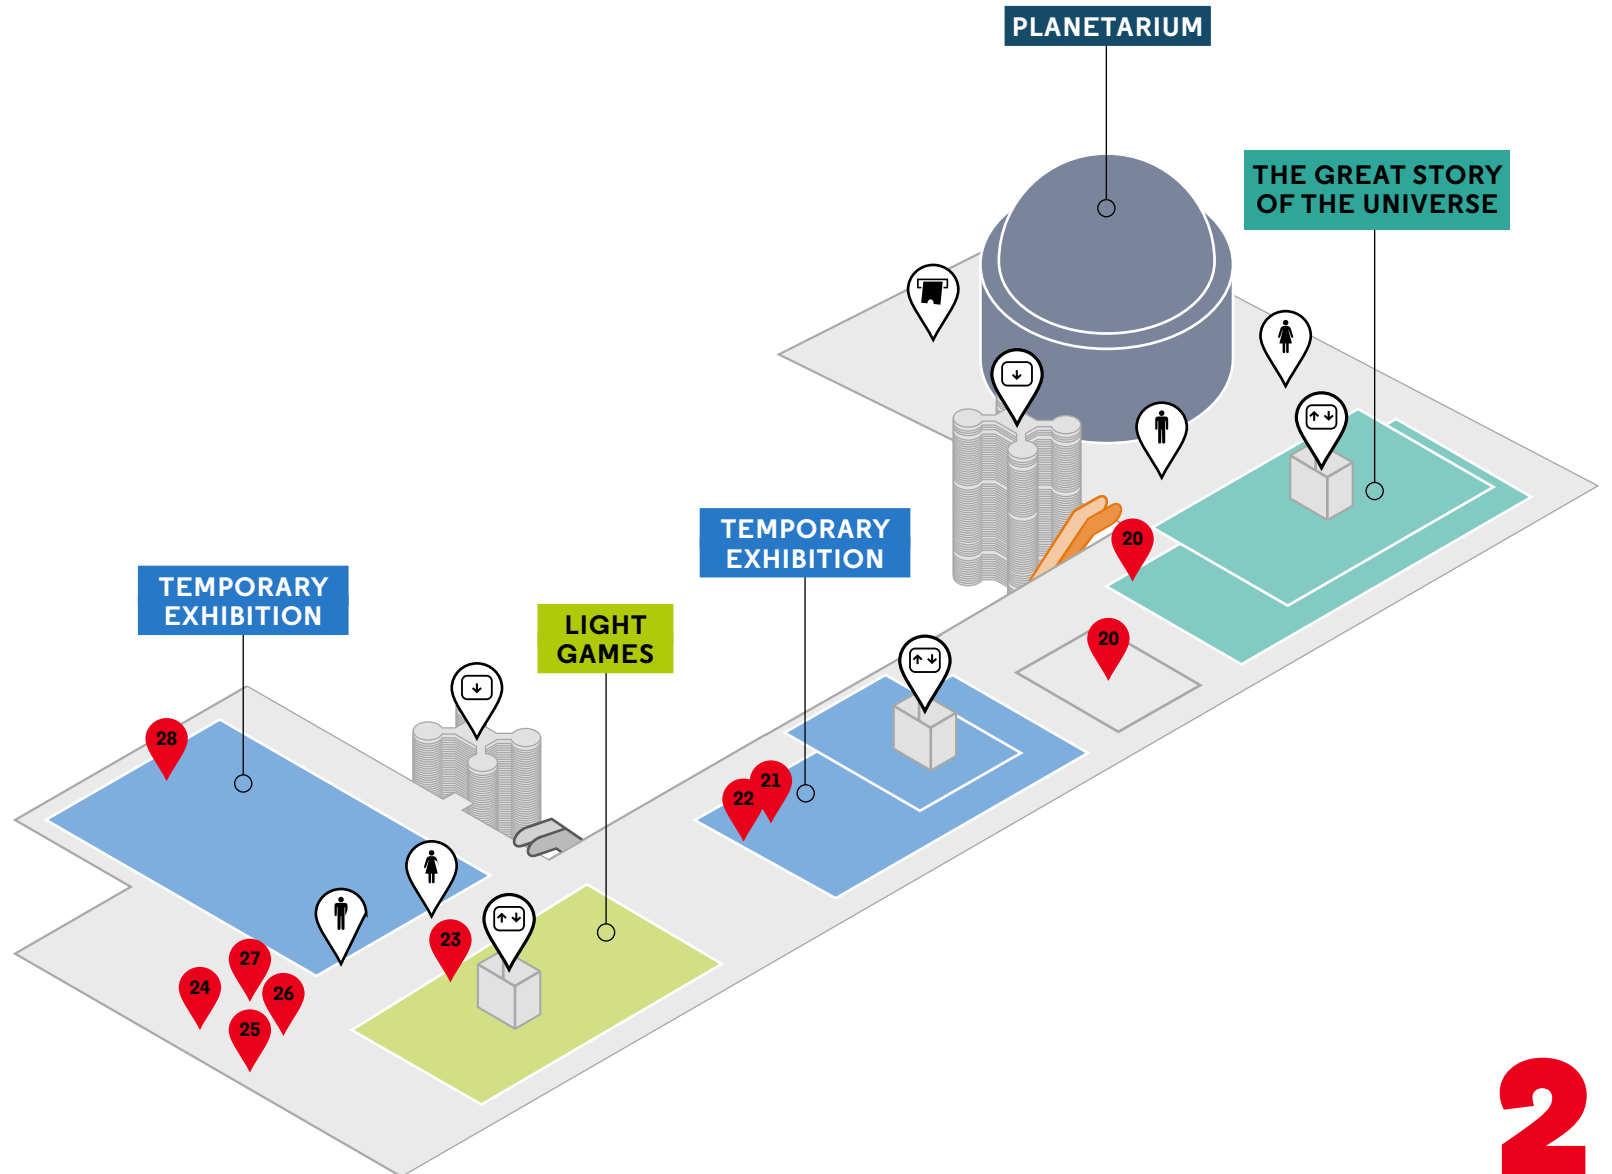 PLANETARIUM
THE GREAT STORY
OF THE UNIVERSE
TEMPORARY
EXHIBITION
20
TEMPORARY
EXHIBITION
LIGHT
GAMES
20
28
21
22
23
27
24
26
25
2